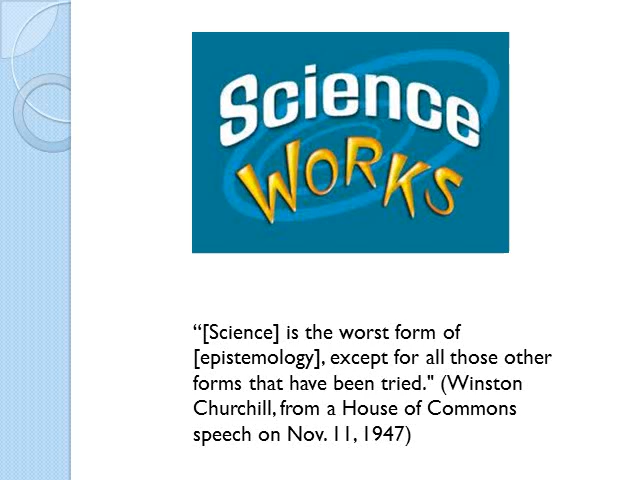 Science
WORKS
“[Science] is the worst form of
[epistemology], except for all those other
forms that have been tried." (Winston
Churchill, from a House of Commons
speech on Nov. 11, 1947)